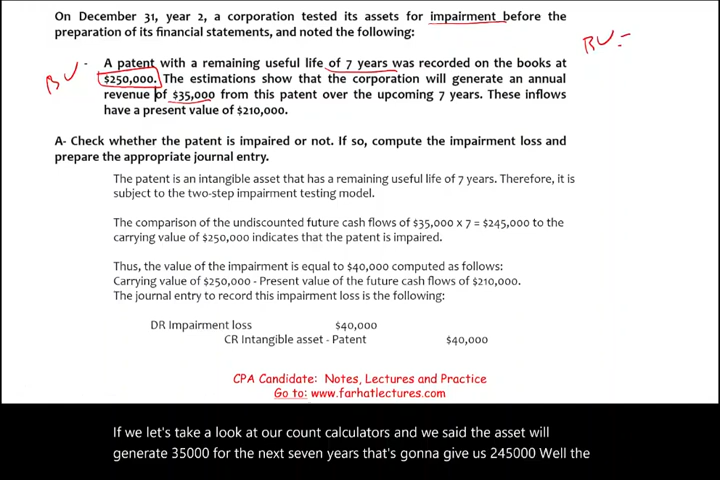 On December 31, year 2, a corporation tested its assets for impairment before the
preparation of its financial statements, and noted the following:
BV =
BV
- A patent with a remaining useful life of 7 years was recorded on the books at
$250,000. The estimations show that the corporation will generate an annual
revenue of $35,000 from this patent over the upcoming 7 years. These inflows
have a present value of $210,000.
A- Check whether the patent is impaired or not. If so, compute the impairment loss and
prepare the appropriate journal entry.
The patent is an intangible asset that has a remaining useful life of 7 years. Therefore, it is
subject to the two-step impairment testing model.
The comparison of the undiscounted future cash flows of $35,000 x 7 = $245,000 to the
carrying value of $250,000 indicates that the patent is impaired.
Thus, the value of the impairment is equal to $40,000 computed as follows:
Carrying value of $250,000 - Present value of the future cash flows of $210,000.
The journal entry to record this impairment loss is the following:
DR Impairment loss $40,000
CR Intangible asset - Patent $40,000
CPA Candidate: Notes, Lectures and Practice
Go to: www.farhatlectures.com
If we let's take a look at our count calculators and we said the asset will
generate 35000 for the next seven years that's gonna give us 245000 Well the